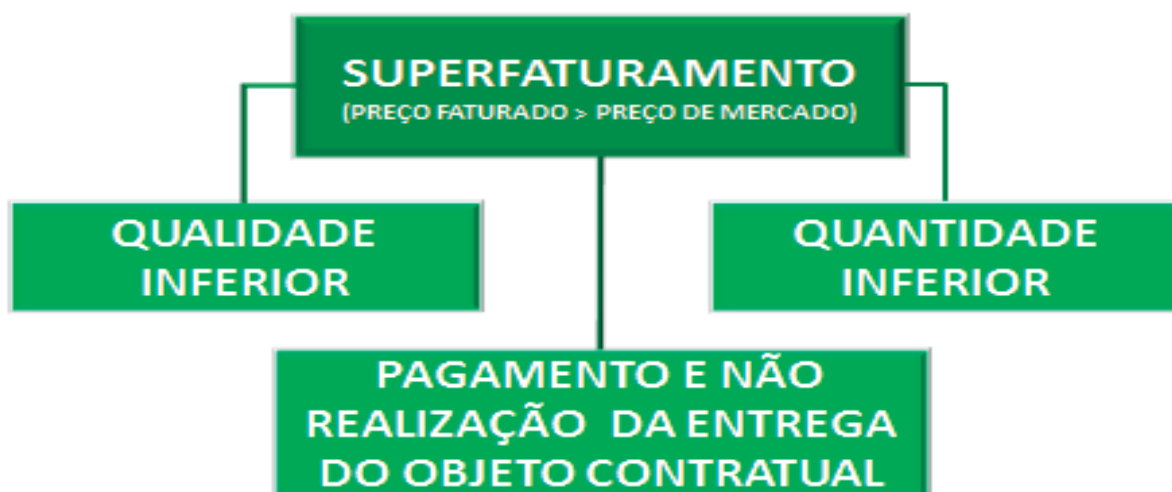 SUPERFATURAMENTO
(PREÇO FATURADO > PREÇO DE MERCADO)
QUALIDADE
INFERIOR
QUANTIDADE
INFERIOR
PAGAMENTO E NÃO
REALIZAÇÃO DA ENTREGA
DO OBJETO CONTRATUAL